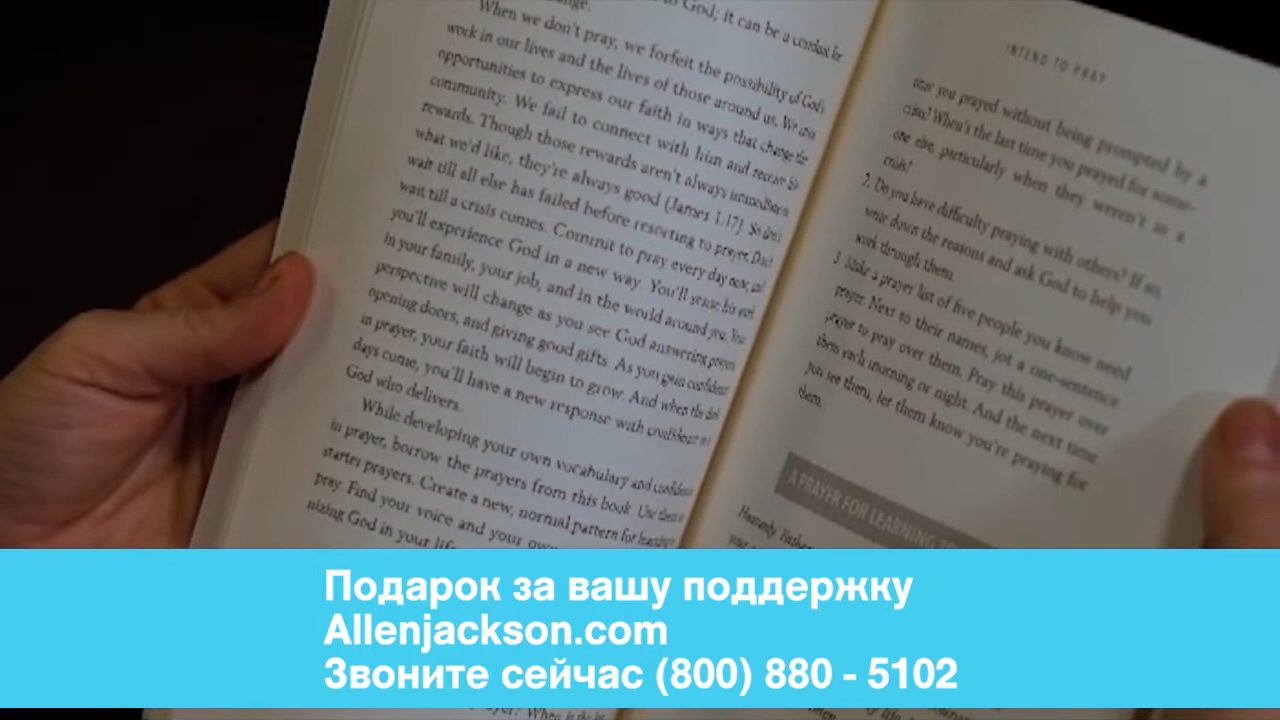 to God; it can be a conduit for
change.
When we don't pray, we forfeit the possibility of God's
work in our lives and the lives of those around us. We miss
opportunities to express our faith in ways that change the
community. We fail to connect with him and receive his
rewards. Though those rewards aren't always immediate or
what we'd like, they're always good (James 1:17). So don't
wait till all else has failed before resorting to prayer. Don't
wait till a crisis comes. Commit to pray every day now, and
you'll experience God in a new way. You'll sense his
in your family, your job, and in the world around you. Your
perspective will change as you see God answering prayers
opening doors, and giving good gifts. As you gain confidence
in prayer, your faith will begin to grow. And when the dark
days come, you'll have a new response with confidence in
God who delivers.
While developing your own vocabulary and confidence
in prayer, borrow the prayers from this book. Use them as
starter prayers. Create a new, normal pattern for
pray. Find your voice and your own
nizing God in your life
INTEND TO PRAY
that you prayed without being prompted by a
crisis? When's the last time you prayed for some-
one else, particularly when they weren't in a
crisis?
2. Do you have difficulty praying with others? If so,
write down the reasons and ask God to help you
work through them.
3. Make a prayer list of five people you know need
prayer. Next to their names, jot a one-sentence
prayer to pray over them. Pray this prayer over
them each morning or night. And the next time
you see them, let them know you're praying for
them.
A PRAYER FOR LEARNING TO
Heavenly Father
Подарок за вашу поддержку
Allenjackson.com
Звоните сейчас (800) 880 - 5102